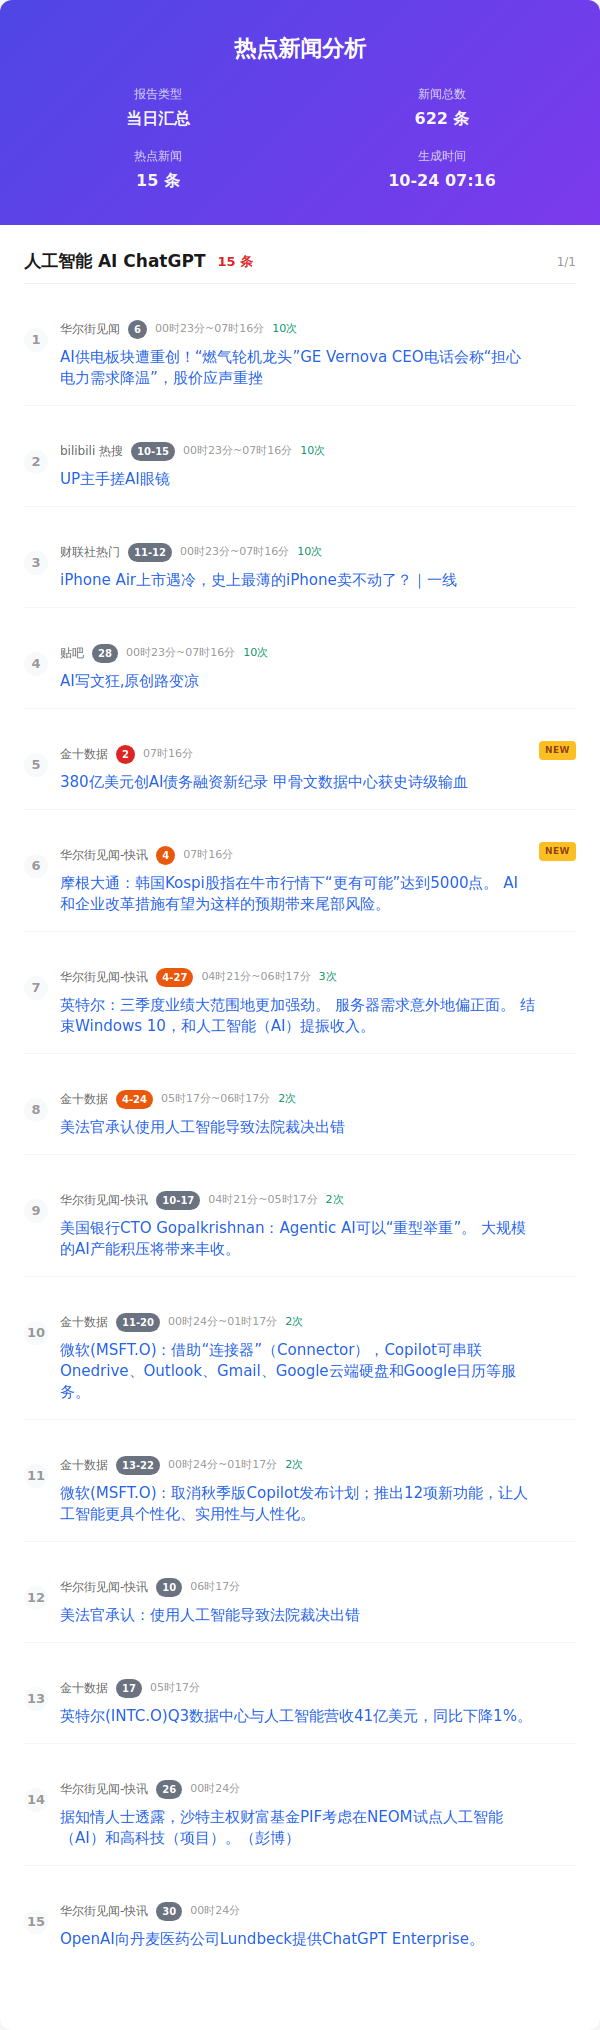 热点新闻分析
报告类型
当日汇总
新闻总数
622 条
热点新闻
15 条
生成时间
10-24 07:16
人工智能 AI ChatGPT 15 条 1/1
1
华尔街见闻 6 00时23分~07时16分 10次
AI供电板块遭重创！“燃气轮机龙头”GE Vernova CEO电话会称“担心
电力需求降温”，股价应声重挫
2
bilibili 热搜 10-15 00时23分~07时16分 10次
UP主手搓AI眼镜
3
财联社热门 11-12 00时23分~07时16分 10次
iPhone Air上市遇冷，史上最薄的iPhone卖不动了？｜一线
4
贴吧 28 00时23分~07时16分 10次
AI写文狂,原创路变凉
5
金十数据 2 07时16分 NEW
380亿美元创AI债务融资新纪录 甲骨文数据中心获史诗级输血
6
华尔街见闻-快讯 4 07时16分 NEW
摩根大通：韩国Kospi股指在牛市行情下“更有可能”达到5000点。 AI
和企业改革措施有望为这样的预期带来尾部风险。
7
华尔街见闻-快讯 4-27 04时21分~06时17分 3次
英特尔：三季度业绩大范围地更加强劲。 服务器需求意外地偏正面。 结
束Windows 10，和人工智能（AI）提振收入。
8
金十数据 4-24 05时17分~06时17分 2次
美法官承认使用人工智能导致法院裁决出错
9
华尔街见闻-快讯 10-17 04时21分~05时17分 2次
美国银行CTO Gopalkrishnan：Agentic AI可以“重型举重”。 大规模
的AI产能积压将带来丰收。
10
金十数据 11-20 00时24分~01时17分 2次
微软(MSFT.O)：借助“连接器”（Connector），Copilot可串联
Onedrive、Outlook、Gmail、Google云端硬盘和Google日历等服
务。
11
金十数据 13-22 00时24分~01时17分 2次
微软(MSFT.O)：取消秋季版Copilot发布计划；推出12项新功能，让人
工智能更具个性化、实用性与人性化。
12
华尔街见闻-快讯 10 06时17分
美法官承认：使用人工智能导致法院裁决出错
13
金十数据 17 05时17分
英特尔(INTC.O)Q3数据中心与人工智能营收41亿美元，同比下降1%。
14
华尔街见闻-快讯 26 00时24分
据知情人士透露，沙特主权财富基金PIF考虑在NEOM试点人工智能
（AI）和高科技（项目）。（彭博）
15
华尔街见闻-快讯 30 00时24分
OpenAI向丹麦医药公司Lundbeck提供ChatGPT Enterprise。